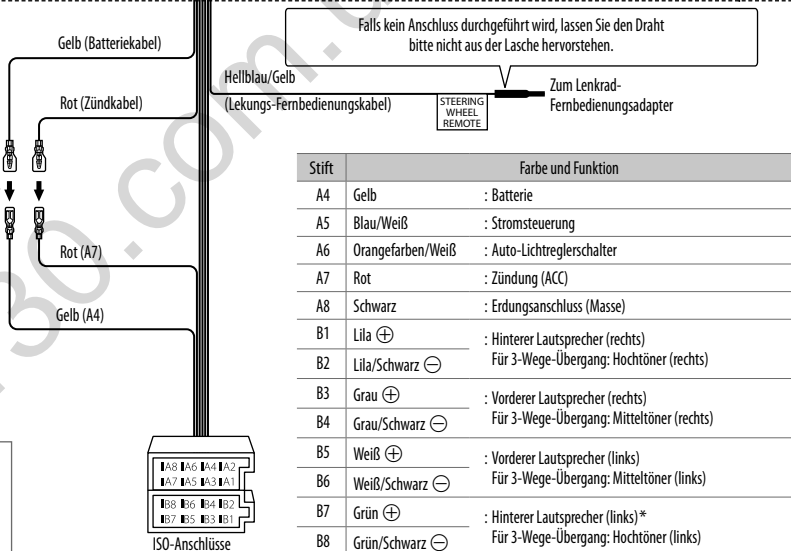 Falls kein Anschluss durchgeführt wird, lassen Sie den Draht
bitte nicht aus der Lasche hervorstehen.
Gelb (Batteriekabel)
Rot (Zündkabel)
Hellblau/Gelb
(Lekungs-Fernbedienungskabel)
STEERING
WHEEL
REMOTE
Zum Lenkrad-
Fernbedienungsadapter
Rot (A7)
Gelb (A4)
Stift Farbe und Funktion
A4 Gelb : Batterie
A5 Blau/Weiß : Stromsteuerung
A6 Orangefarben/Weiß : Auto-Lichtreglerschalter
A7 Rot : Zündung (ACC)
A8 Schwarz : Erdungsanschluss (Masse)
B1 Lila ⊕ : Hinterer Lautsprecher (rechts)
Für 3-Wege-Übergang: Hochtöner (rechts)
B2 Lila/Schwarz ⊖
B3 Grau ⊕ : Vorderer Lautsprecher (rechts)
Für 3-Wege-Übergang: Mitteltöner (rechts)
B4 Grau/Schwarz ⊖
B5 Weiß ⊕ : Vorderer Lautsprecher (links)
Für 3-Wege-Übergang: Mitteltöner (links)
B6 Weiß/Schwarz ⊖
B7 Grün ⊕ : Hinterer Lautsprecher (links)*
Für 3-Wege-Übergang: Hochtöner (links)
B8 Grün/Schwarz ⊖
A8 A6 A4 A2
A7 A5 A3 A1
B8 B6 B4 B2
B7 B5 B3 B1
ISO-Anschlüsse